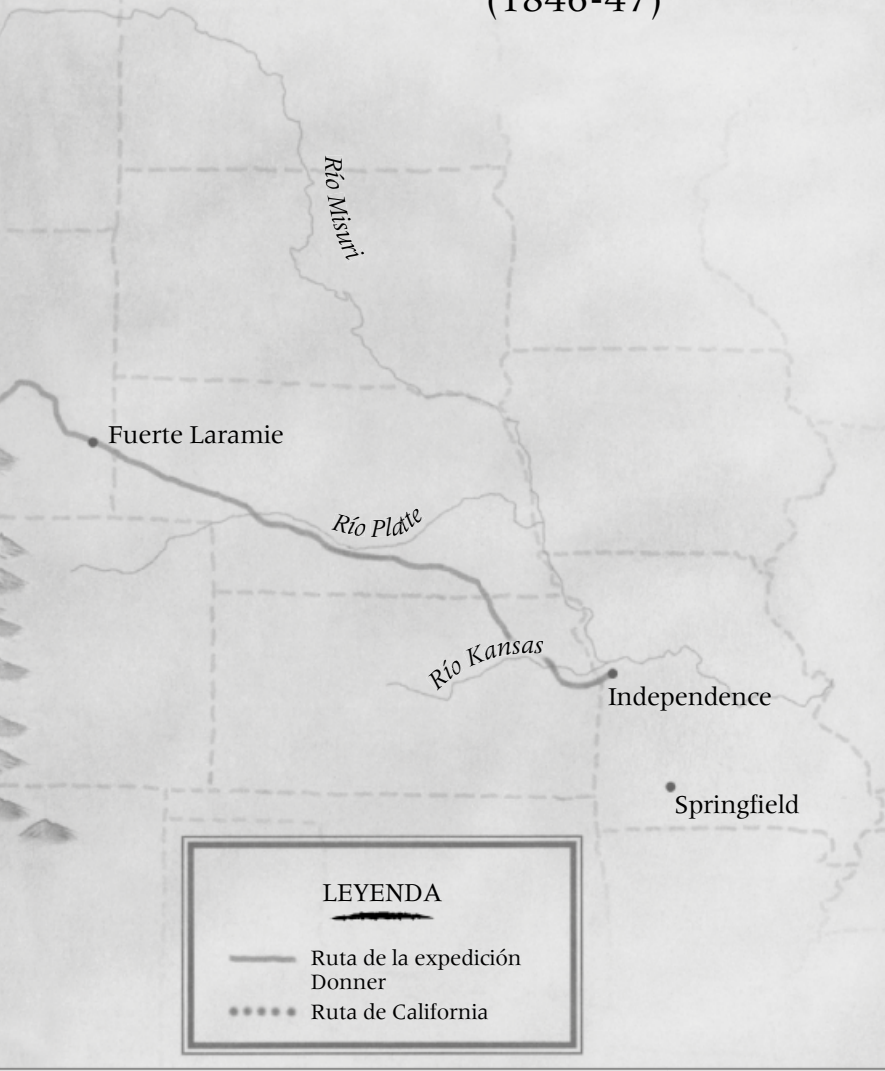 (1846-47)
Río Misuri
Fuerte Laramie
Río Platte
Río Kansas
Independence
Springfield
LEYENDA
Ruta de la expedición
Donner
Ruta de California